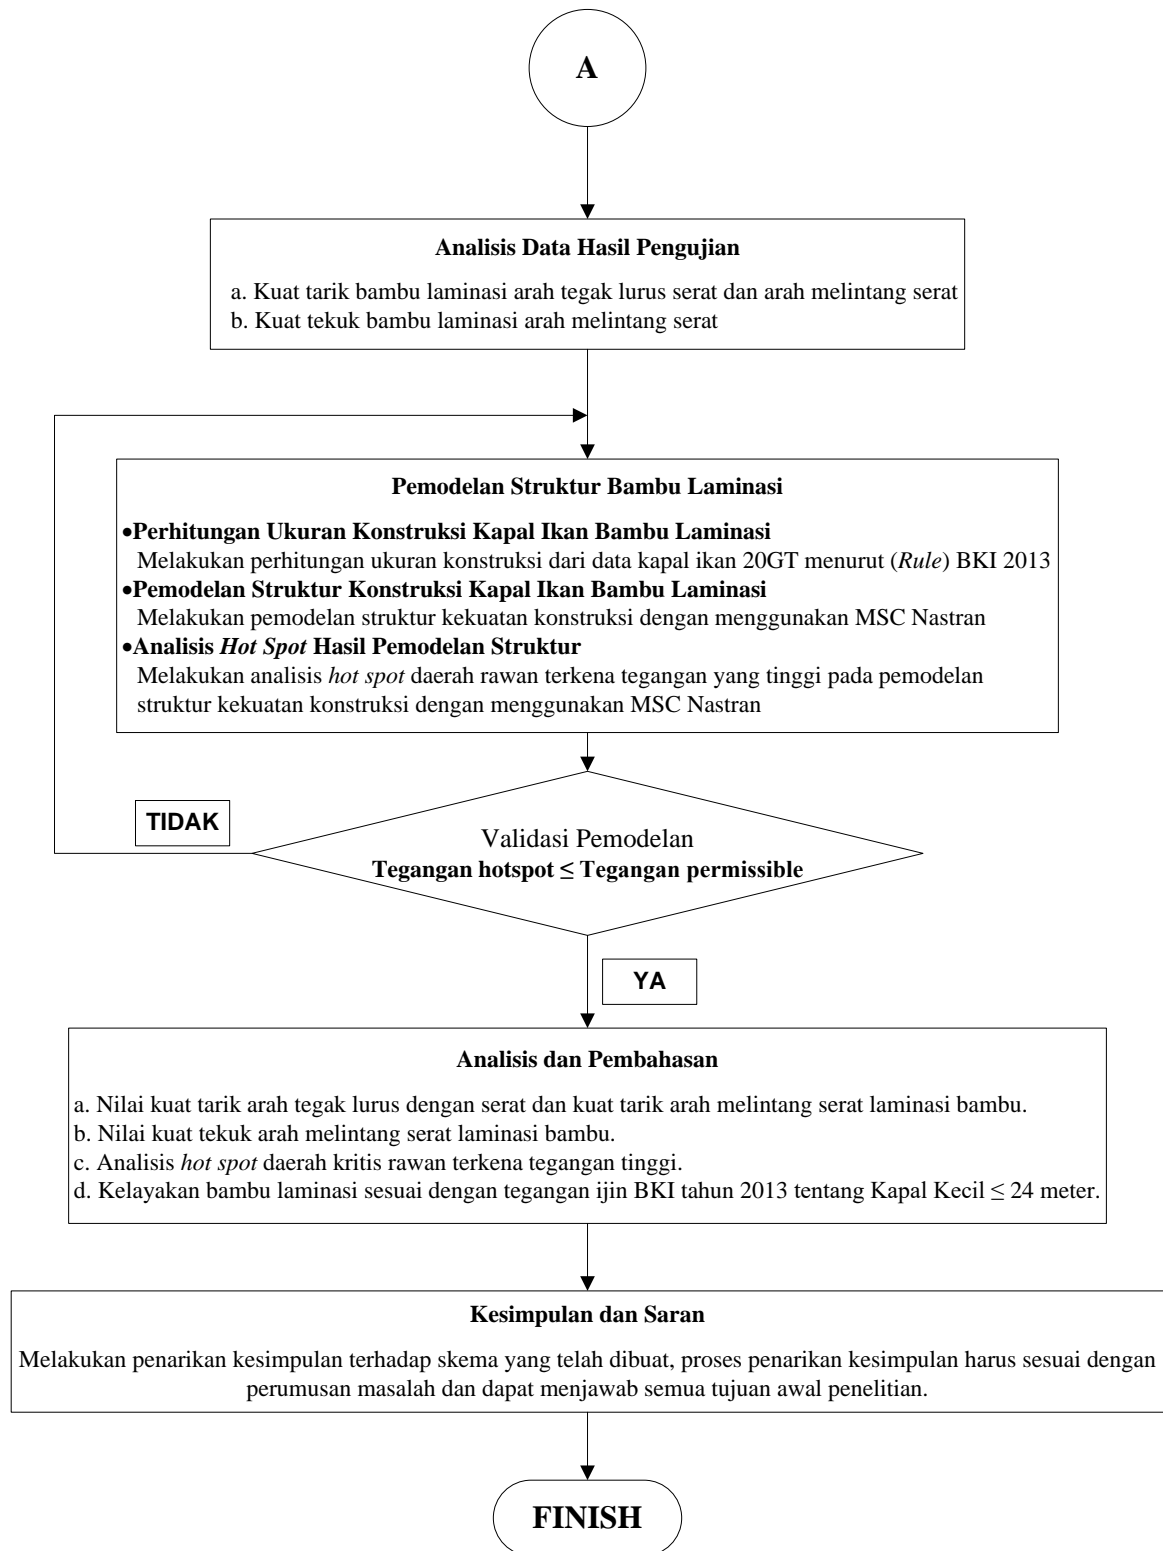 A
Analisis Data Hasil Pengujian
a. Kuat tarik bambu laminasi arah tegak lurus serat dan arah melintang serat
b. Kuat tekuk bambu laminasi arah melintang serat
Pemodelan Struktur Bambu Laminasi
•Perhitungan Ukuran Konstruksi Kapal Ikan Bambu Laminasi
Melakukan perhitungan ukuran konstruksi dari data kapal ikan 20GT menurut (Rule) BKI 2013
•Pemodelan Struktur Konstruksi Kapal Ikan Bambu Laminasi
Melakukan pemodelan struktur kekuatan konstruksi dengan menggunakan MSC Nastran
•Analisis Hot Spot Hasil Pemodelan Struktur
Melakukan analisis hot spot daerah rawan terkena tegangan yang tinggi pada pemodelan
struktur kekuatan konstruksi dengan menggunakan MSC Nastran
TIDAK
Validasi Pemodelan
Tegangan hotspot ≤ Tegangan permissible
YA
Analisis dan Pembahasan
a. Nilai kuat tarik arah tegak lurus dengan serat dan kuat tarik arah melintang serat laminasi bambu.
b. Nilai kuat tekuk arah melintang serat laminasi bambu.
c. Analisis hot spot daerah kritis rawan terkena tegangan tinggi.
d. Kelayakan bambu laminasi sesuai dengan tegangan ijin BKI tahun 2013 tentang Kapal Kecil ≤ 24 meter.
Kesimpulan dan Saran
Melakukan penarikan kesimpulan terhadap skema yang telah dibuat, proses penarikan kesimpulan harus sesuai dengan
perumusan masalah dan dapat menjawab semua tujuan awal penelitian.
FINISH